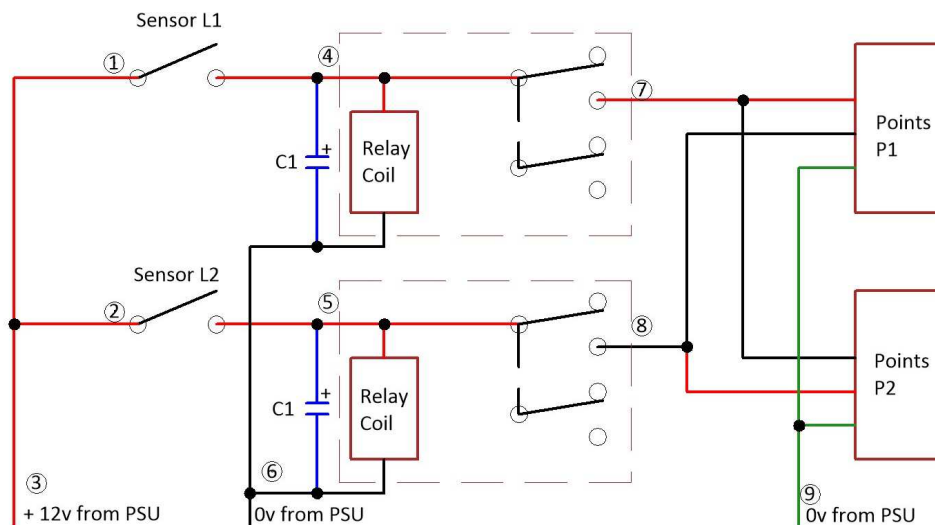 Sensor L1
①
④
⑦
C1
+
Relay
Coil
Points
P1
Sensor L2
②
⑤
⑧
C1
+
Relay
Coil
Points
P2
③
⑥
⑨
+ 12v from PSU
0v from PSU
0v from PSU